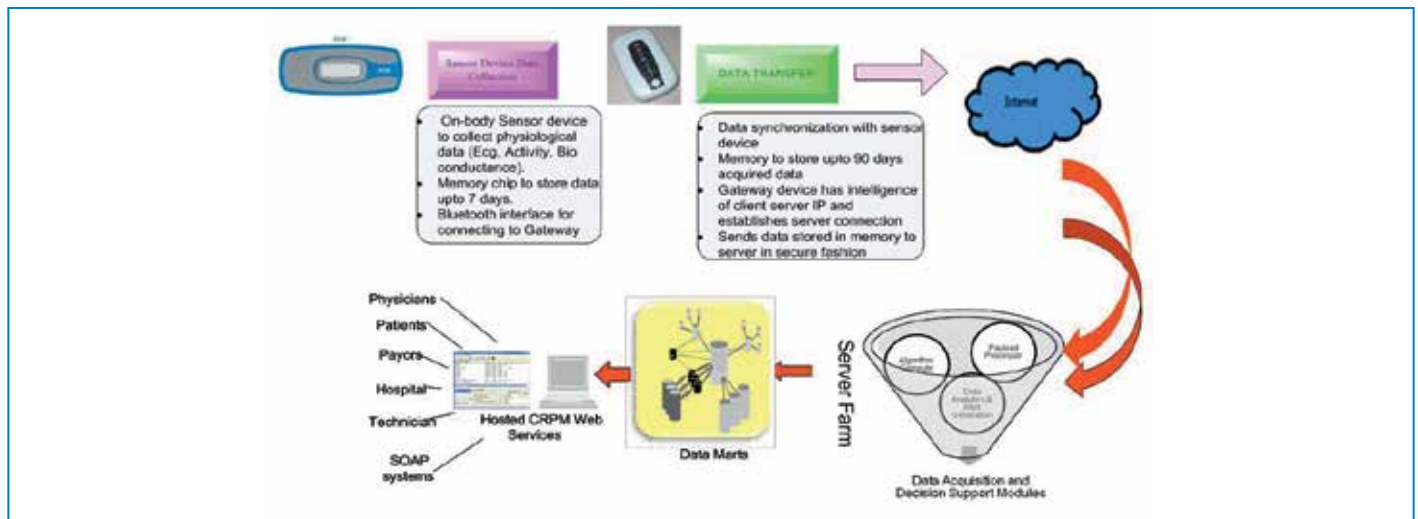 Sensor Device Data
Collection
DATA TRANSFER
Internet
On-body Sensor device
to collect physiological
data (Ecg, Activity, Bio
conductance).
Memory chip to store data
upto 7 days.
Bluetooth interface for
connecting to Gateway
Data synchronization with sensor
device
Memory to store upto 90 days
acquired data
Gateway device has intelligence
of client server IP and
establishes server connection
Sends data stored in memory to
server in secure fashion
Physicians
Patients
Payors
Hospital
Technician
SOAP
systems
Hosted CRPM Web
Services
Data Marts
Server Farm
Algorithm
Compute
Payload
Processor
Data
Analytics &
Alert
Generation
Data Acquisition and
Decision Support Modules